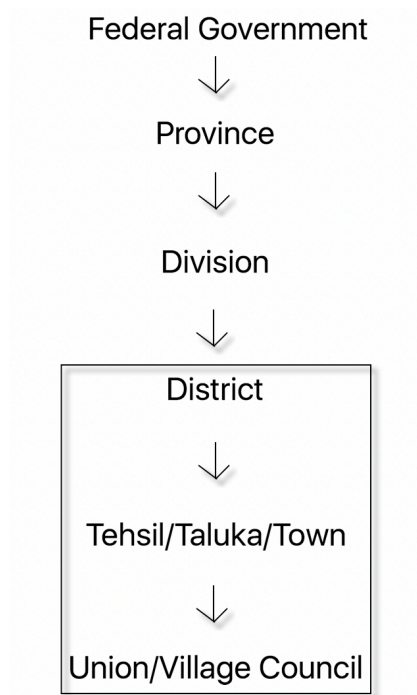 Federal Government
Province
Division
District
Tehsil/Taluka/Town
Union/Village Council